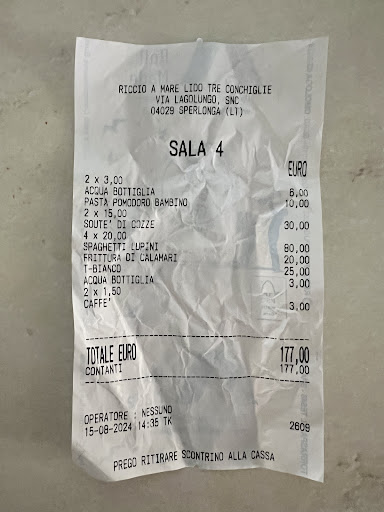 RICCIO A MARE LIDO TRE CONCHIGLIE
VIA LAGOLUNGO, SNC
04029 SPERLONGA (LT)
SALA 4
EURO
2 x 3,00
ACQUA BOTTIGLIA 6,00
PASTA POMODORO BAMBINO 10,00
2 x 15,00
SOUTE' DI COZZE 30,00
4 x 20,00
SPAGHETTI LUPINI 80,00
FRITTURA DI CALAMARI 20,00
T-BIANCO 25,00
ACQUA BOTTIGLIA 3,00
2 x 1,50
CAFFE' 3,00
TOTALE EURO 177,00
CONTANTI 177,00
OPERATORE : NESSUNO
15-08-2024 14:35 TK 2609
PREGO RITIRARE SCONTRINO ALLA CASSA